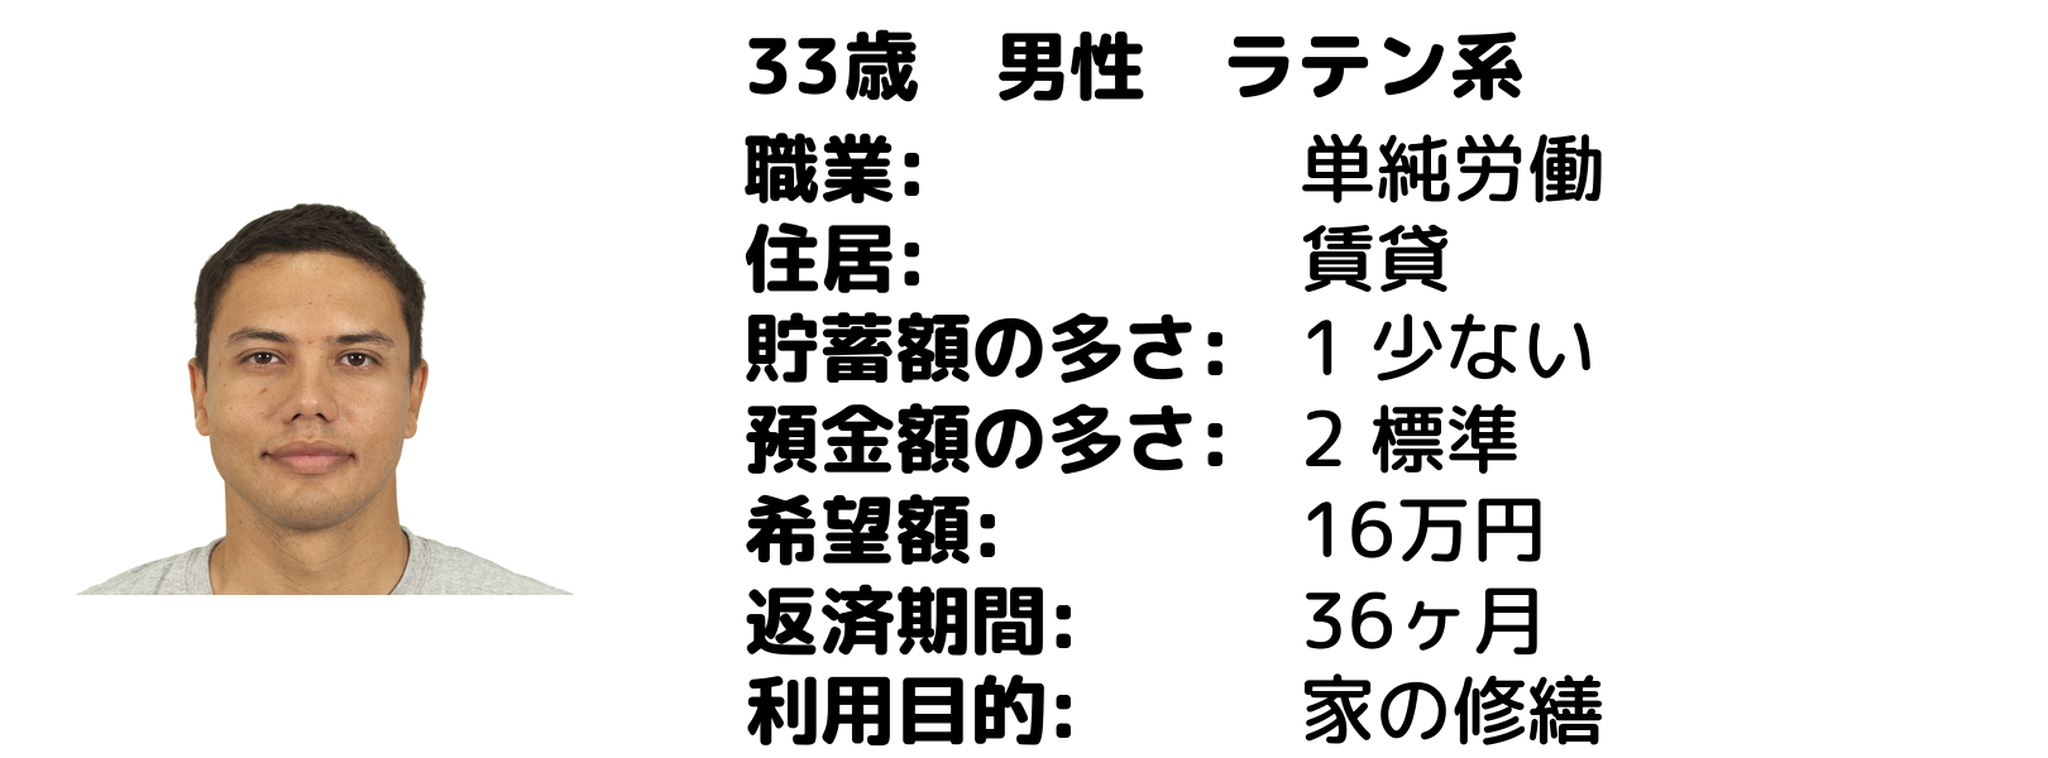 33歳　男性　ラテン系
職業: 単純労働
住居: 賃貸
貯蓄額の多さ: 1 少ない
預金額の多さ: 2 標準
希望額: 16万円
返済期間: 36ヶ月
利用目的: 家の修繕